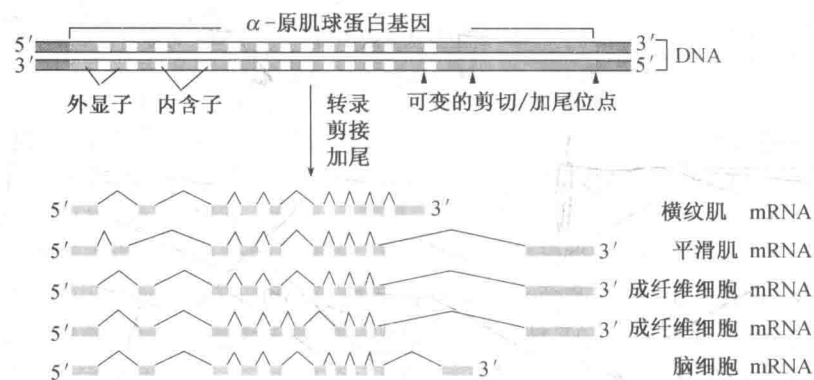 α-原肌球蛋白基因
5′ 3′
3′ 5′
DNA
外显子 内含子 可变的剪切/加尾位点
转录
剪接
加尾
5′ 3′ 横纹肌 mRNA
5′ 3′ 平滑肌 mRNA
5′ 3′ 成纤维细胞 mRNA
5′ 3′ 成纤维细胞 mRNA
5′ 3′ 脑细胞 mRNA